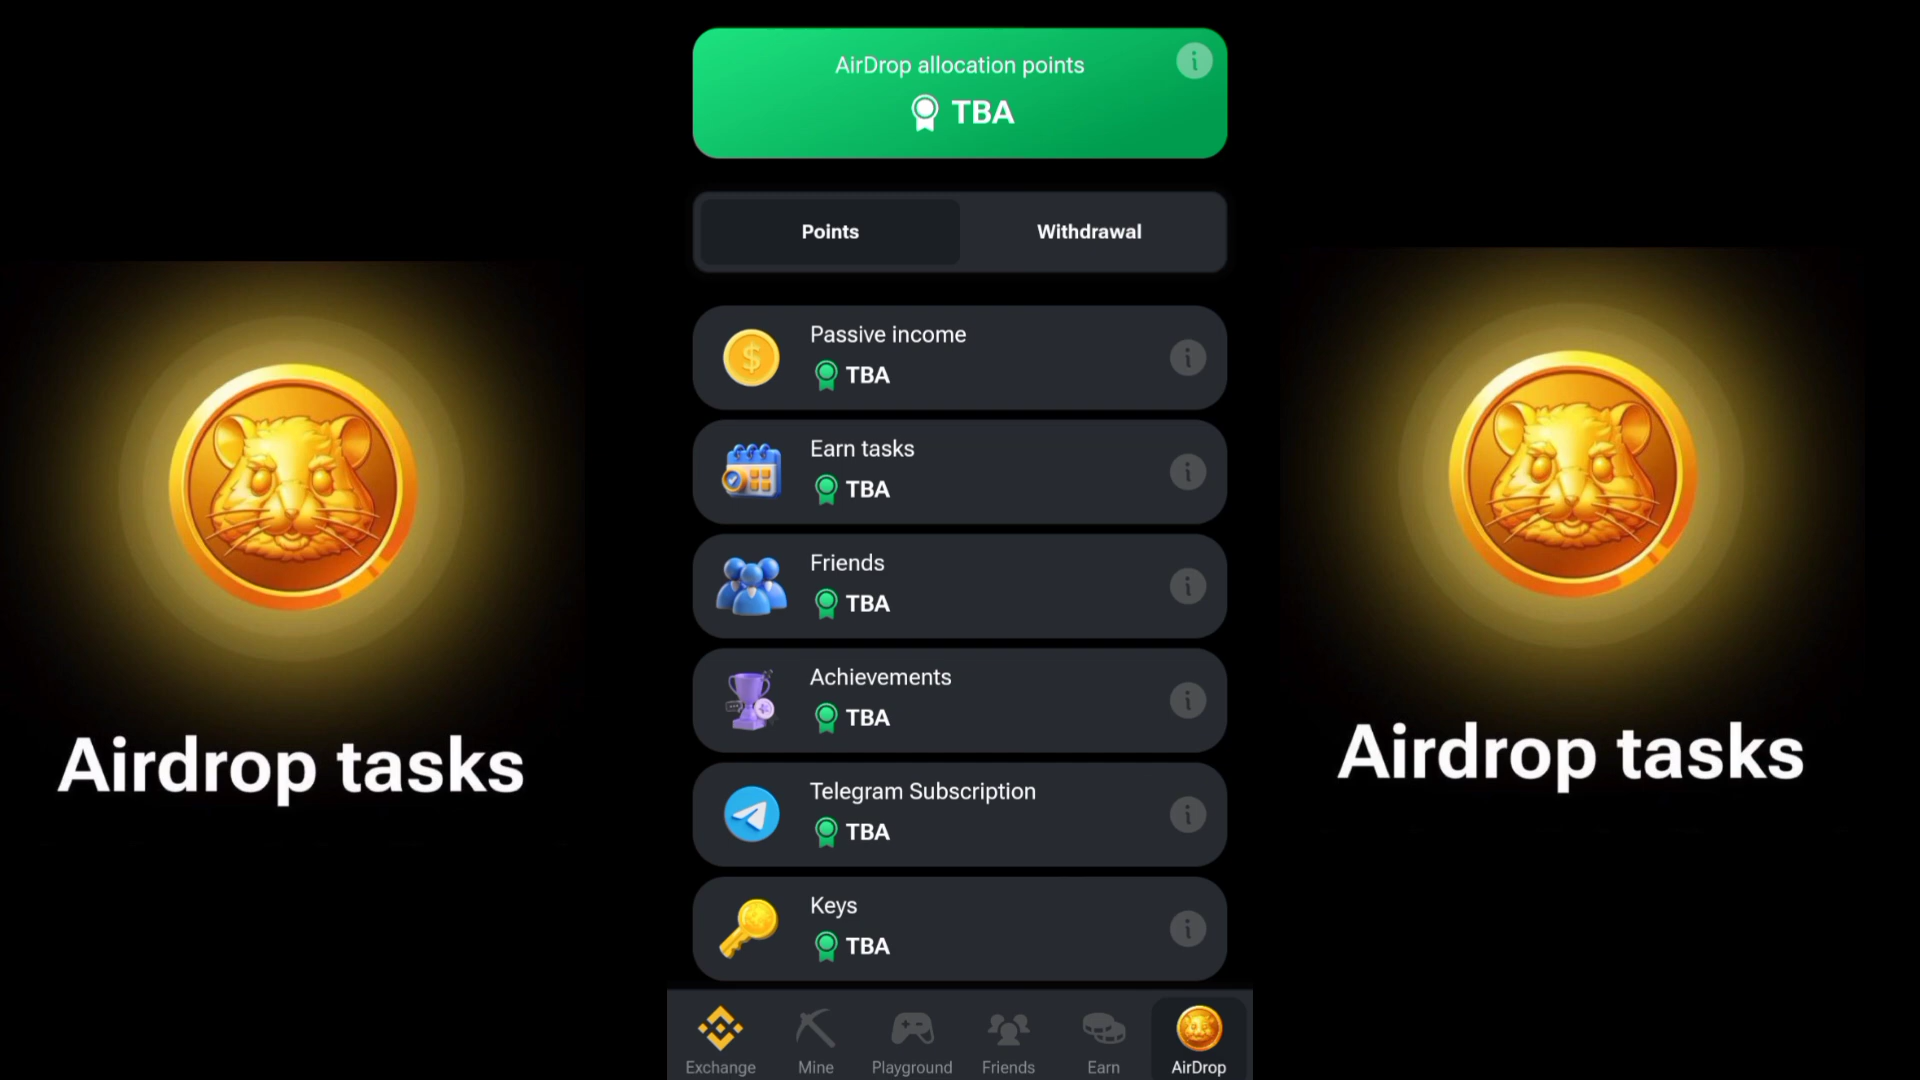 AirDrop allocation points
TBA
Points
Withdrawal
Passive income
TBA
Earn tasks
TBA
Friends
TBA
Achievements
TBA
Telegram Subscription
TBA
Keys
TBA
Exchange
Mine
Playground
Friends
Earn
AirDrop
Airdrop tasks
Airdrop tasks